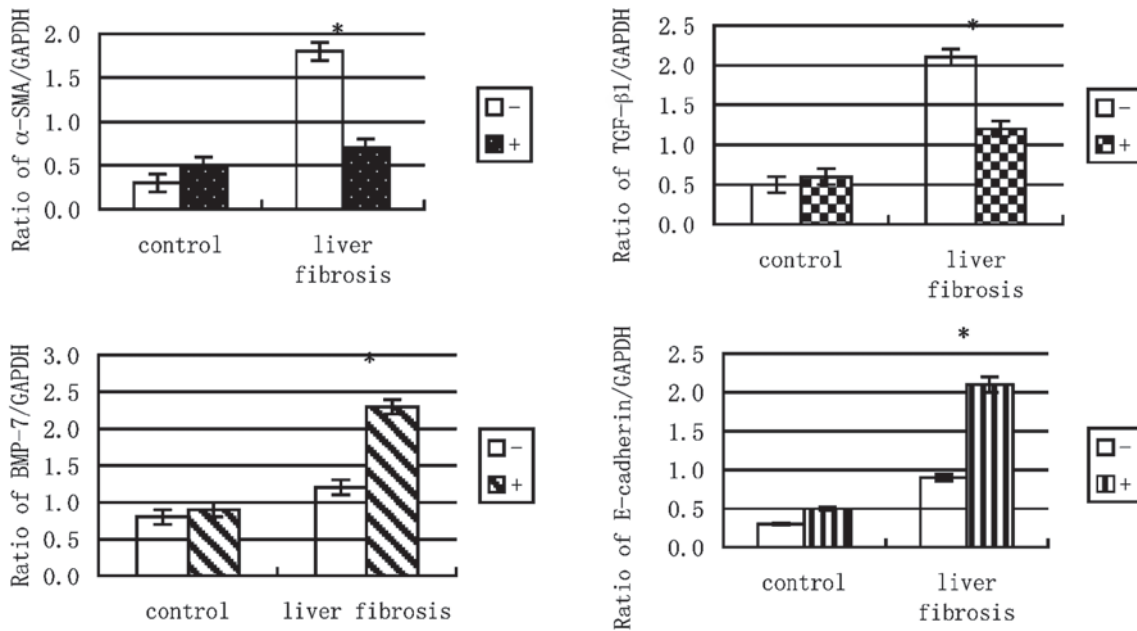 Ratio of α-SMA/GAPDH
*
2.0
1.5
1.0
0.5
0.0
control
liver
fibrosis
−
+
Ratio of TGF-β1/GAPDH
*
2.5
2.0
1.5
1.0
0.5
0.0
control
liver
fibrosis
−
+
Ratio of BMP-7/GAPDH
*
3.0
2.5
2.0
1.5
1.0
0.5
0.0
control
liver fibrosis
−
+
Ratio of E-cadherin/GAPDH
*
2.5
2.0
1.5
1.0
0.5
0.0
control
liver
fibrosis
−
+